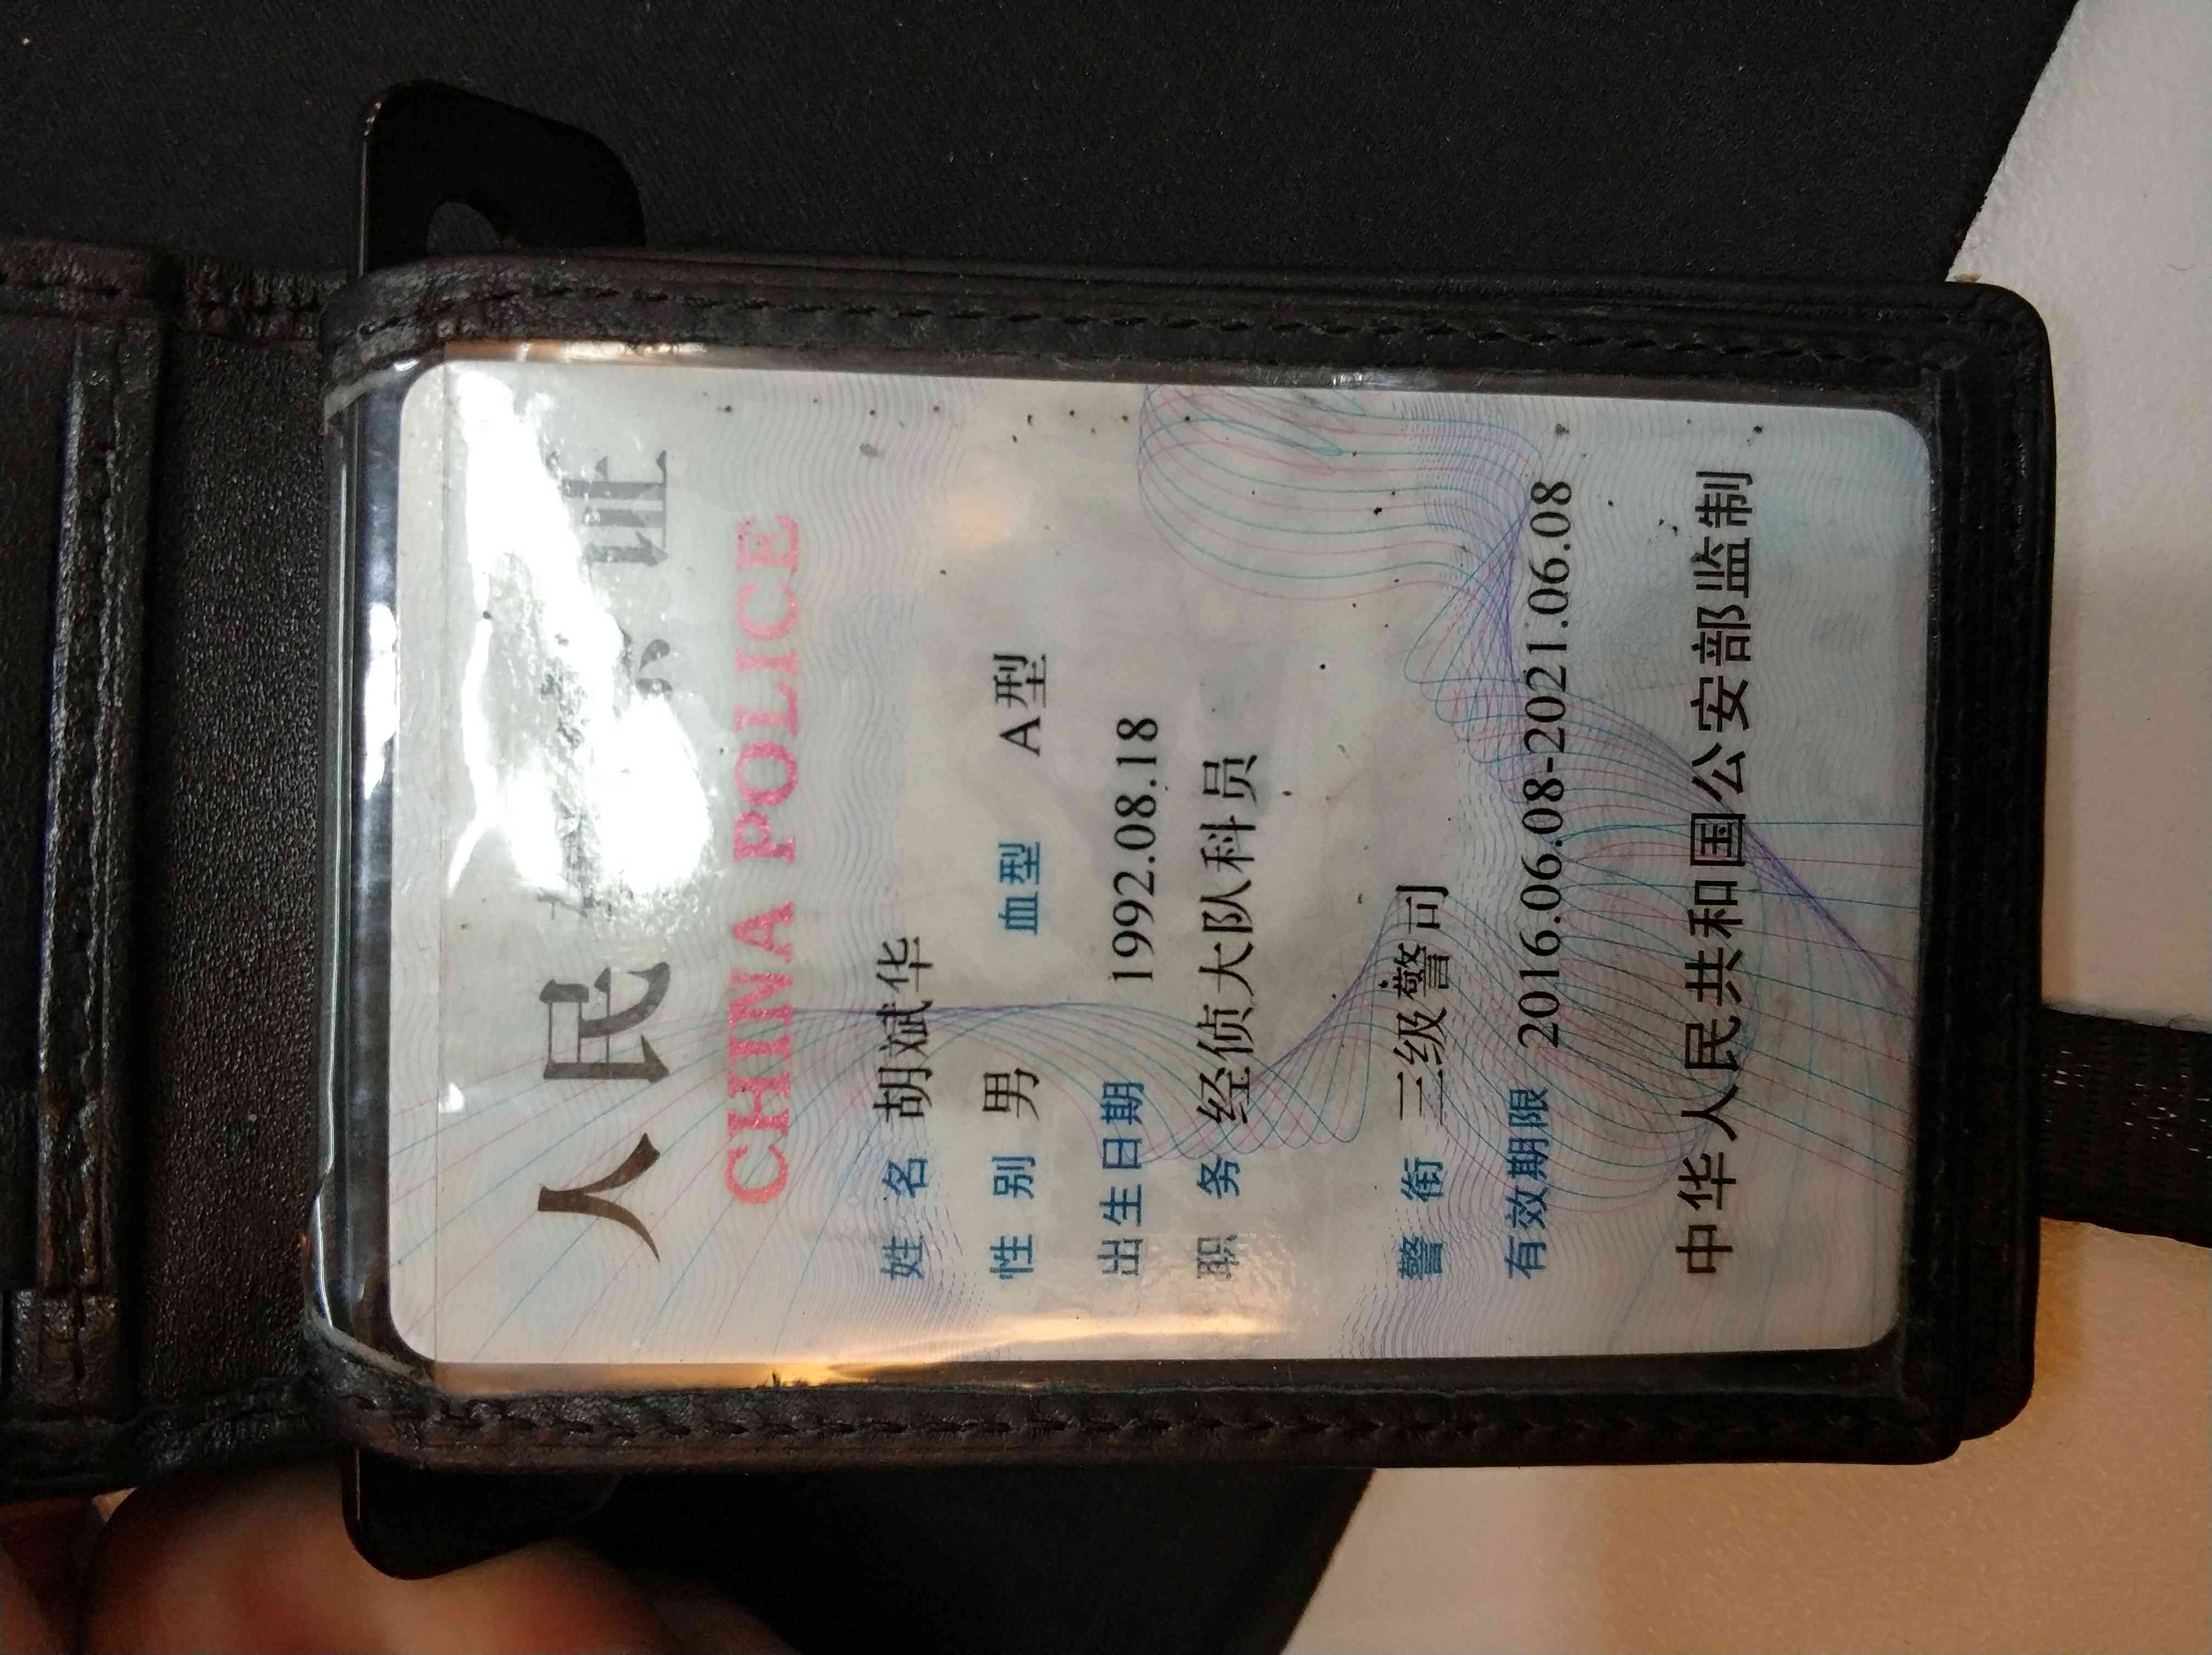 人民警察证
CHINA POLICE
姓 名 胡斌华
性 别 男 血型 A型
出生日期 1992.08.18
职 务 经侦大队科员
警 衔 三级警司
有效期限 2016.06.08-2021.06.08
中华人民共和国公安部监制